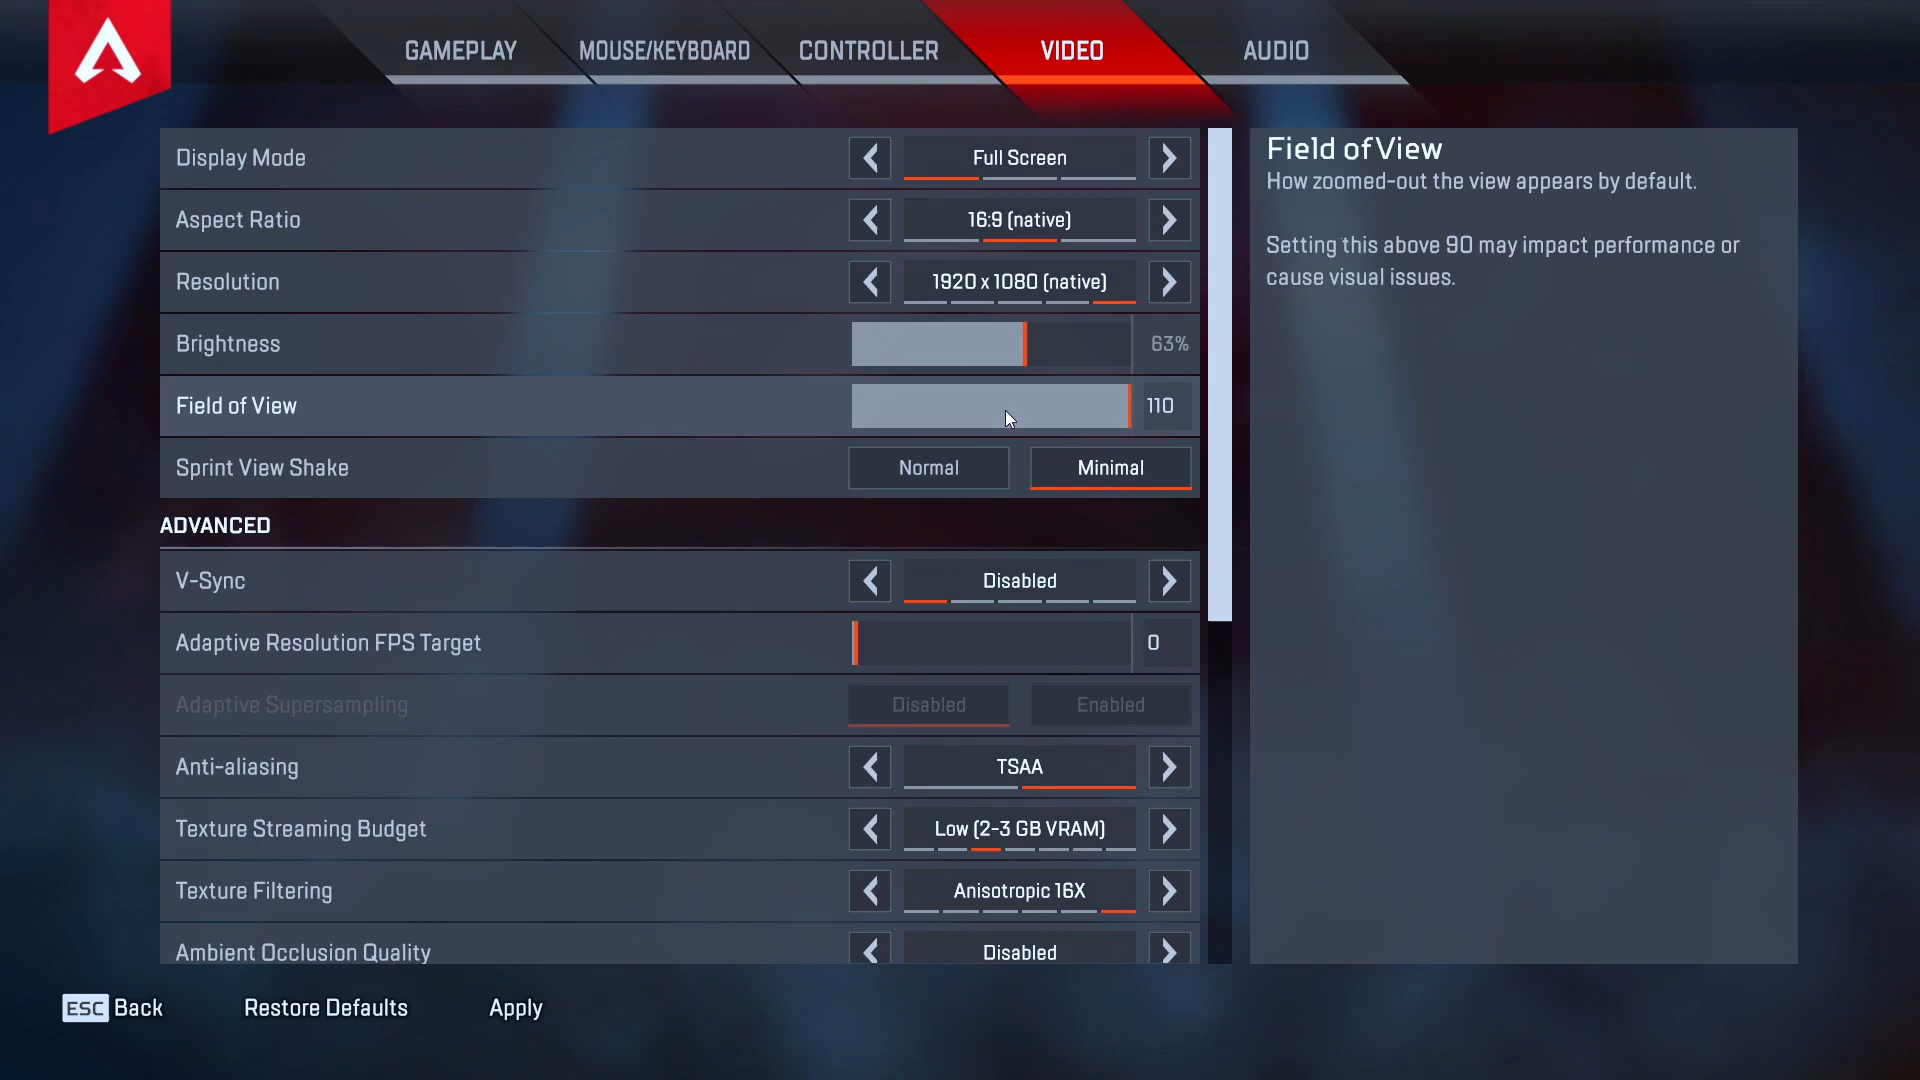 GAMEPLAY MOUSE/KEYBOARD CONTROLLER VIDEO AUDIO
Display Mode Full Screen
Aspect Ratio 16:9 (native)
Resolution 1920 x 1080 (native)
Brightness 63%
Field of View 110
Sprint View Shake Normal Minimal
ADVANCED
V-Sync Disabled
Adaptive Resolution FPS Target 0
Adaptive Supersampling Disabled Enabled
Anti-aliasing TSAA
Texture Streaming Budget Low (2-3 GB VRAM)
Texture Filtering Anisotropic 16X
Ambient Occlusion Quality Disabled
Field of View
How zoomed-out the view appears by default.
Setting this above 90 may impact performance or
cause visual issues.
ESC Back Restore Defaults Apply